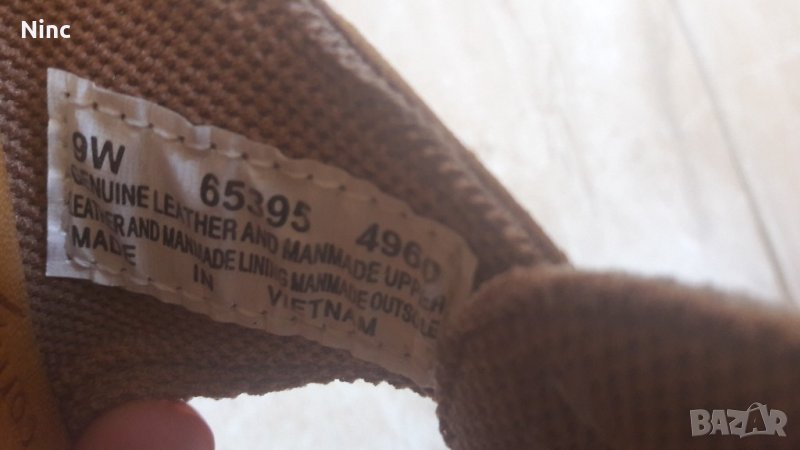 Ninc
9W 65395 4960
GENUINE LEATHER AND MANMADE UPPER
LEATHER AND MANMADE LINING MANMADE OUTSOLE
MADE IN VIETNAM
BAZAR